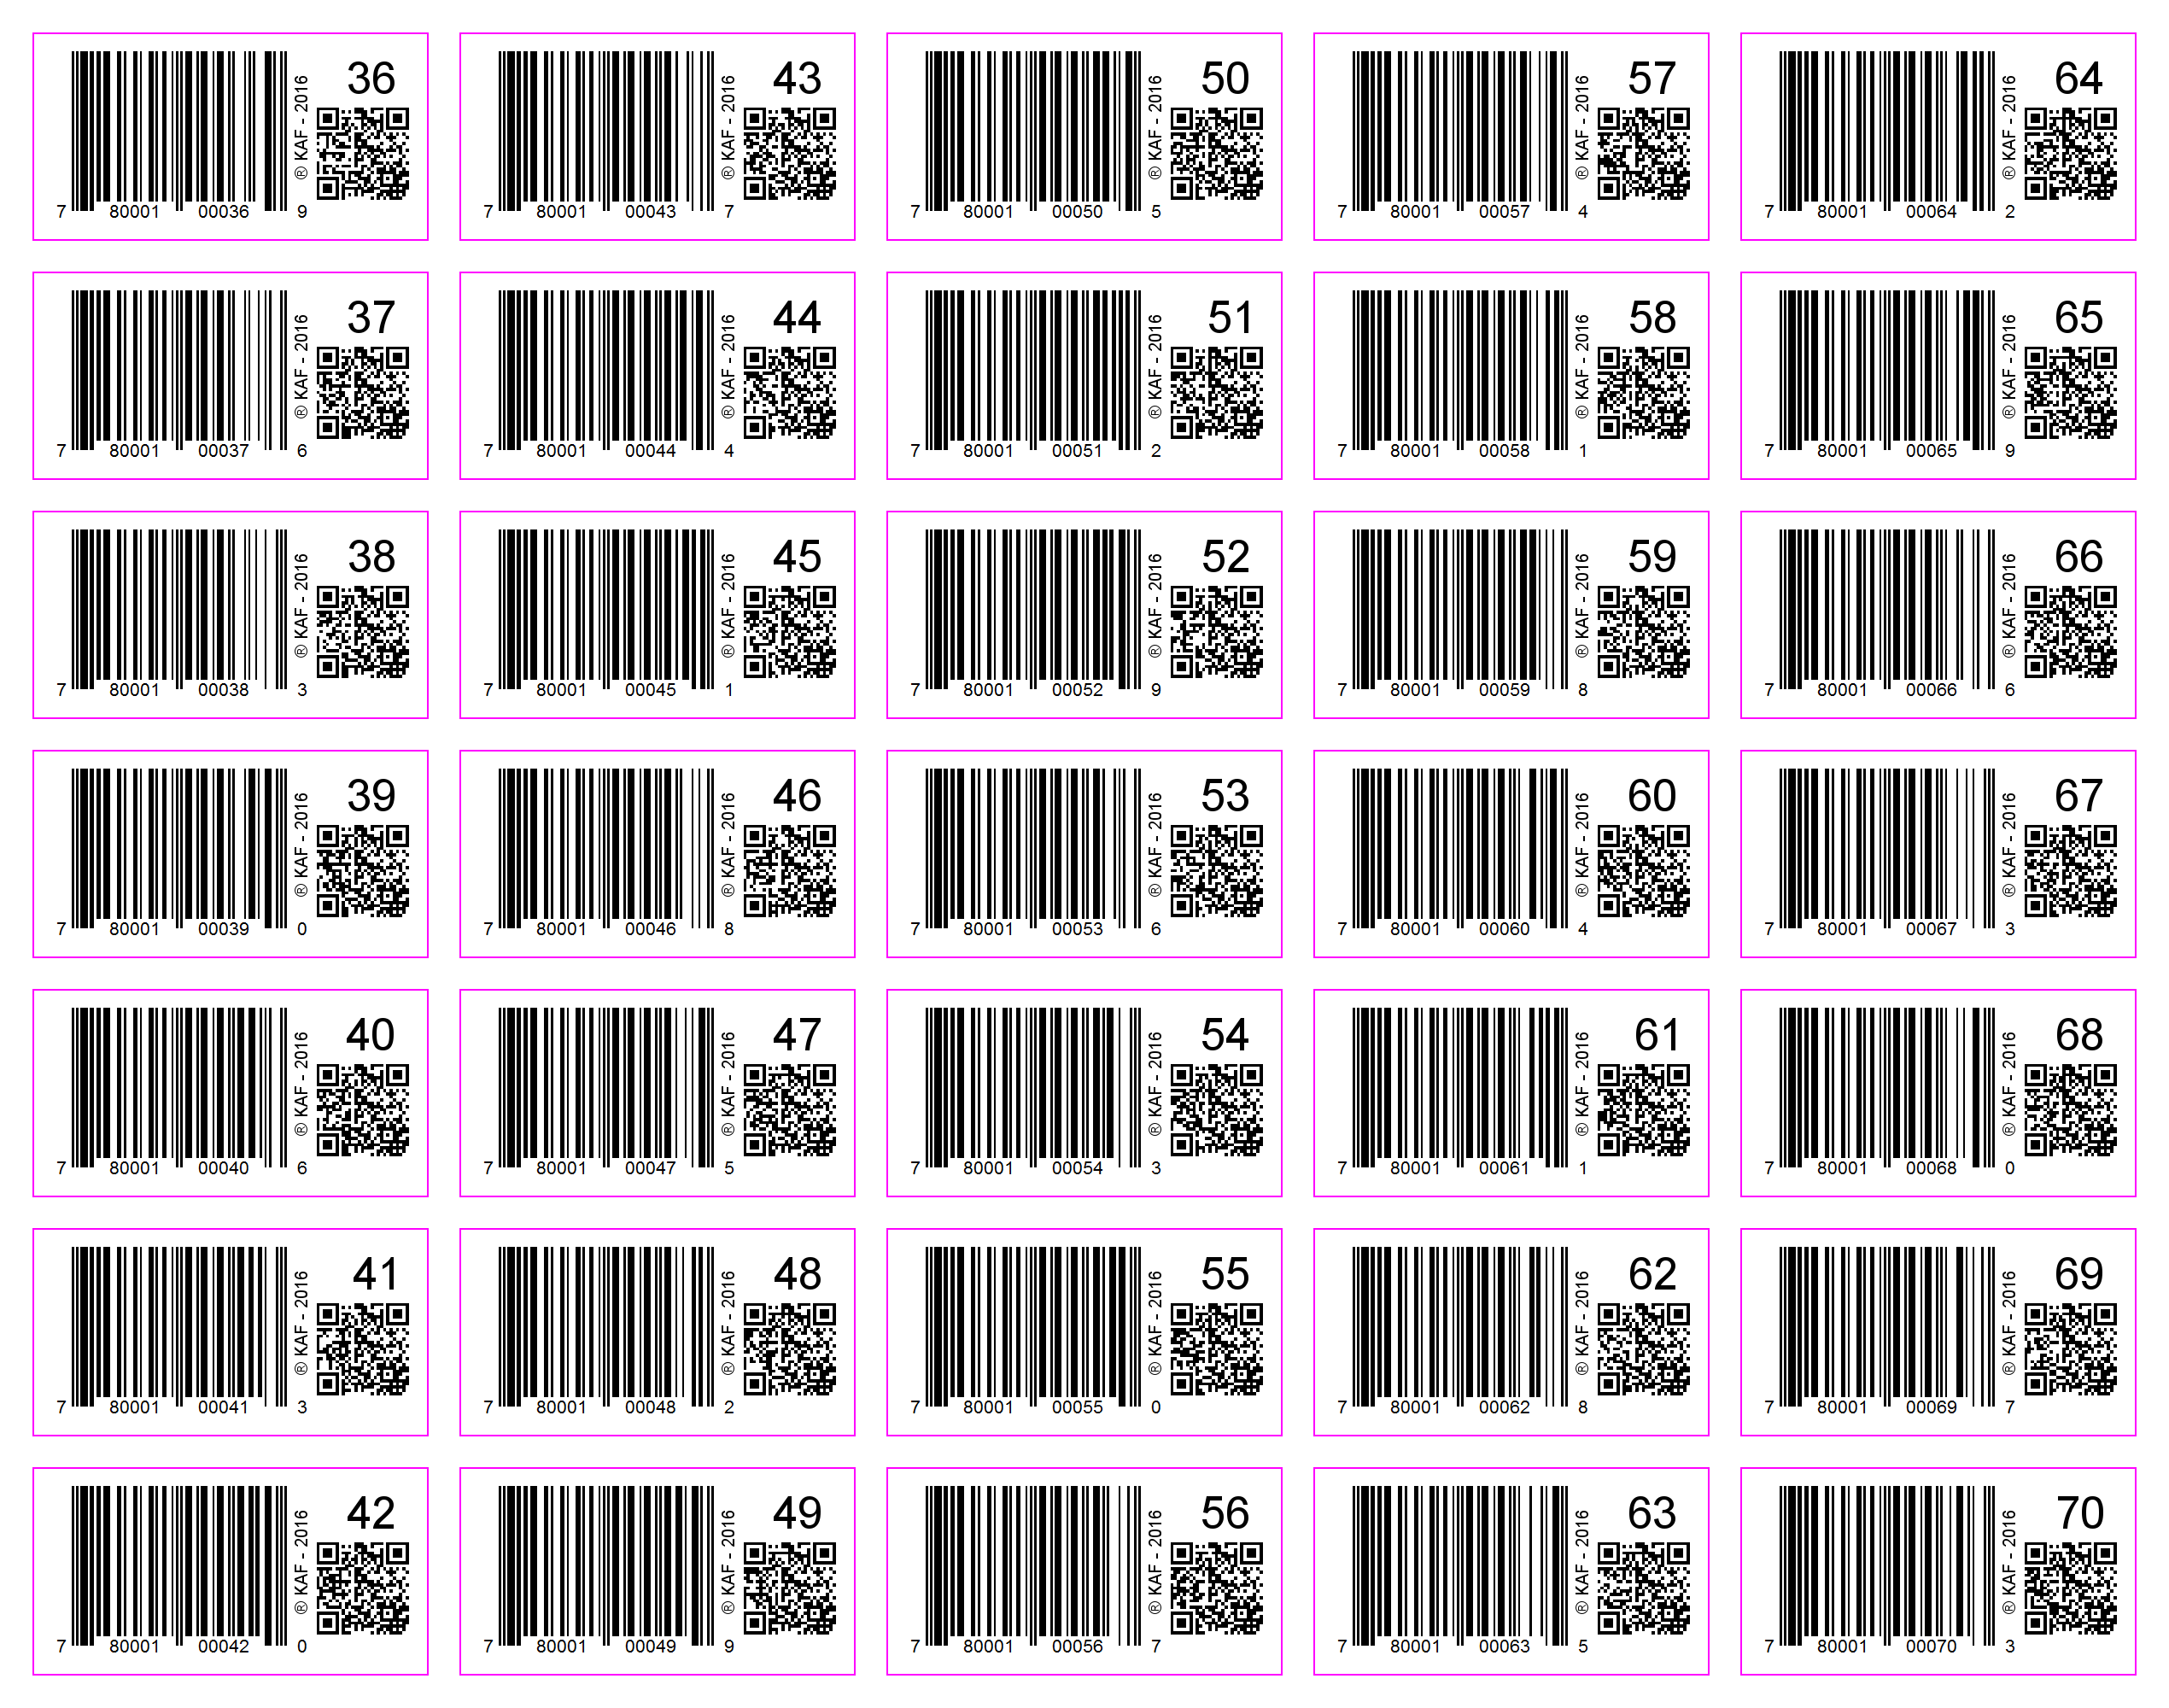 36
® KAF - 2016
7 80001 00036 9
43
® KAF - 2016
7 80001 00043 7
50
® KAF - 2016
7 80001 00050 5
57
® KAF - 2016
7 80001 00057 4
64
® KAF - 2016
7 80001 00064 2
37
® KAF - 2016
7 80001 00037 6
44
® KAF - 2016
7 80001 00044 4
51
® KAF - 2016
7 80001 00051 2
58
® KAF - 2016
7 80001 00058 1
65
® KAF - 2016
7 80001 00065 9
38
® KAF - 2016
7 80001 00038 3
45
® KAF - 2016
7 80001 00045 1
52
® KAF - 2016
7 80001 00052 9
59
® KAF - 2016
7 80001 00059 8
66
® KAF - 2016
7 80001 00066 6
39
® KAF - 2016
7 80001 00039 0
46
® KAF - 2016
7 80001 00046 8
53
® KAF - 2016
7 80001 00053 6
60
® KAF - 2016
7 80001 00060 4
67
® KAF - 2016
7 80001 00067 3
40
® KAF - 2016
7 80001 00040 6
47
® KAF - 2016
7 80001 00047 5
54
® KAF - 2016
7 80001 00054 3
61
® KAF - 2016
7 80001 00061 1
68
® KAF - 2016
7 80001 00068 0
41
® KAF - 2016
7 80001 00041 3
48
® KAF - 2016
7 80001 00048 2
55
® KAF - 2016
7 80001 00055 0
62
® KAF - 2016
7 80001 00062 8
69
® KAF - 2016
7 80001 00069 7
42
® KAF - 2016
7 80001 00042 0
49
® KAF - 2016
7 80001 00049 9
56
® KAF - 2016
7 80001 00056 7
63
® KAF - 2016
7 80001 00063 5
70
® KAF - 2016
7 80001 00070 3